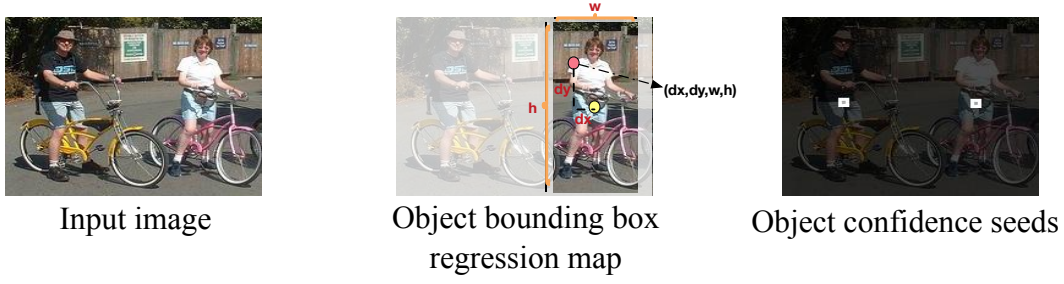 w
dy
(dx,dy,w,h)
h
dx
Input image
Object bounding box
regression map
Object confidence seeds